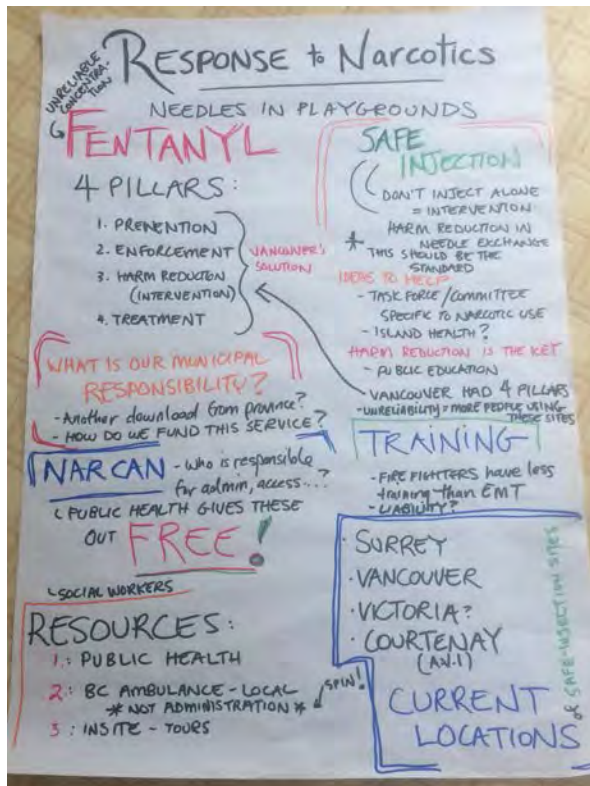 RESPONSE to NARCOTICS
UNRELIABLE
CONCENTRA-
TION
NEEDLES IN PLAYGROUNDS
FENTANYL
4 PILLARS:
1. PREVENTION
2. ENFORCEMENT
3. HARM REDUCTION
(INTERVENTION)
4. TREATMENT
VANCOUVER'S
SOLUTION
SAFE
INJECTION
DON'T INJECT ALONE
= INTERVENTION
HARM REDUCTION IN
NEEDLE EXCHANGE
THIS SHOULD BE THE
STANDARD
IDEAS TO HELP
- TASK FORCE/COMMITTEE
SPECIFIC TO NARCOTIC USE
- ISLAND HEALTH?
HARM REDUCTION IS THE KEY
- PUBLIC EDUCATION
- VANCOUVER HAD 4 PILLARS
- UNRELIABILITY = MORE PEOPLE USING
THESE SITES
WHAT IS OUR MUNICIPAL
RESPONSIBILITY?
- Another download from province?
- HOW DO WE FUND THIS SERVICE?
NARCAN - Who is responsible
for admin, access...?
PUBLIC HEALTH GIVES THESE
OUT FREE!
SOCIAL WORKERS
TRAINING
- FIRE FIGHTERS have less
training than EMT
- LIABILITY?
RESOURCES:
1.: PUBLIC HEALTH
2.: BC AMBULANCE - LOCAL
* NOT ADMINISTRATION *
SPIN!
3: INSITE - TOURS
· SURREY
· VANCOUVER
· VICTORIA?
· COURTENAY
CURRENT
LOCATIONS
of SAFE-INJECTION SITES